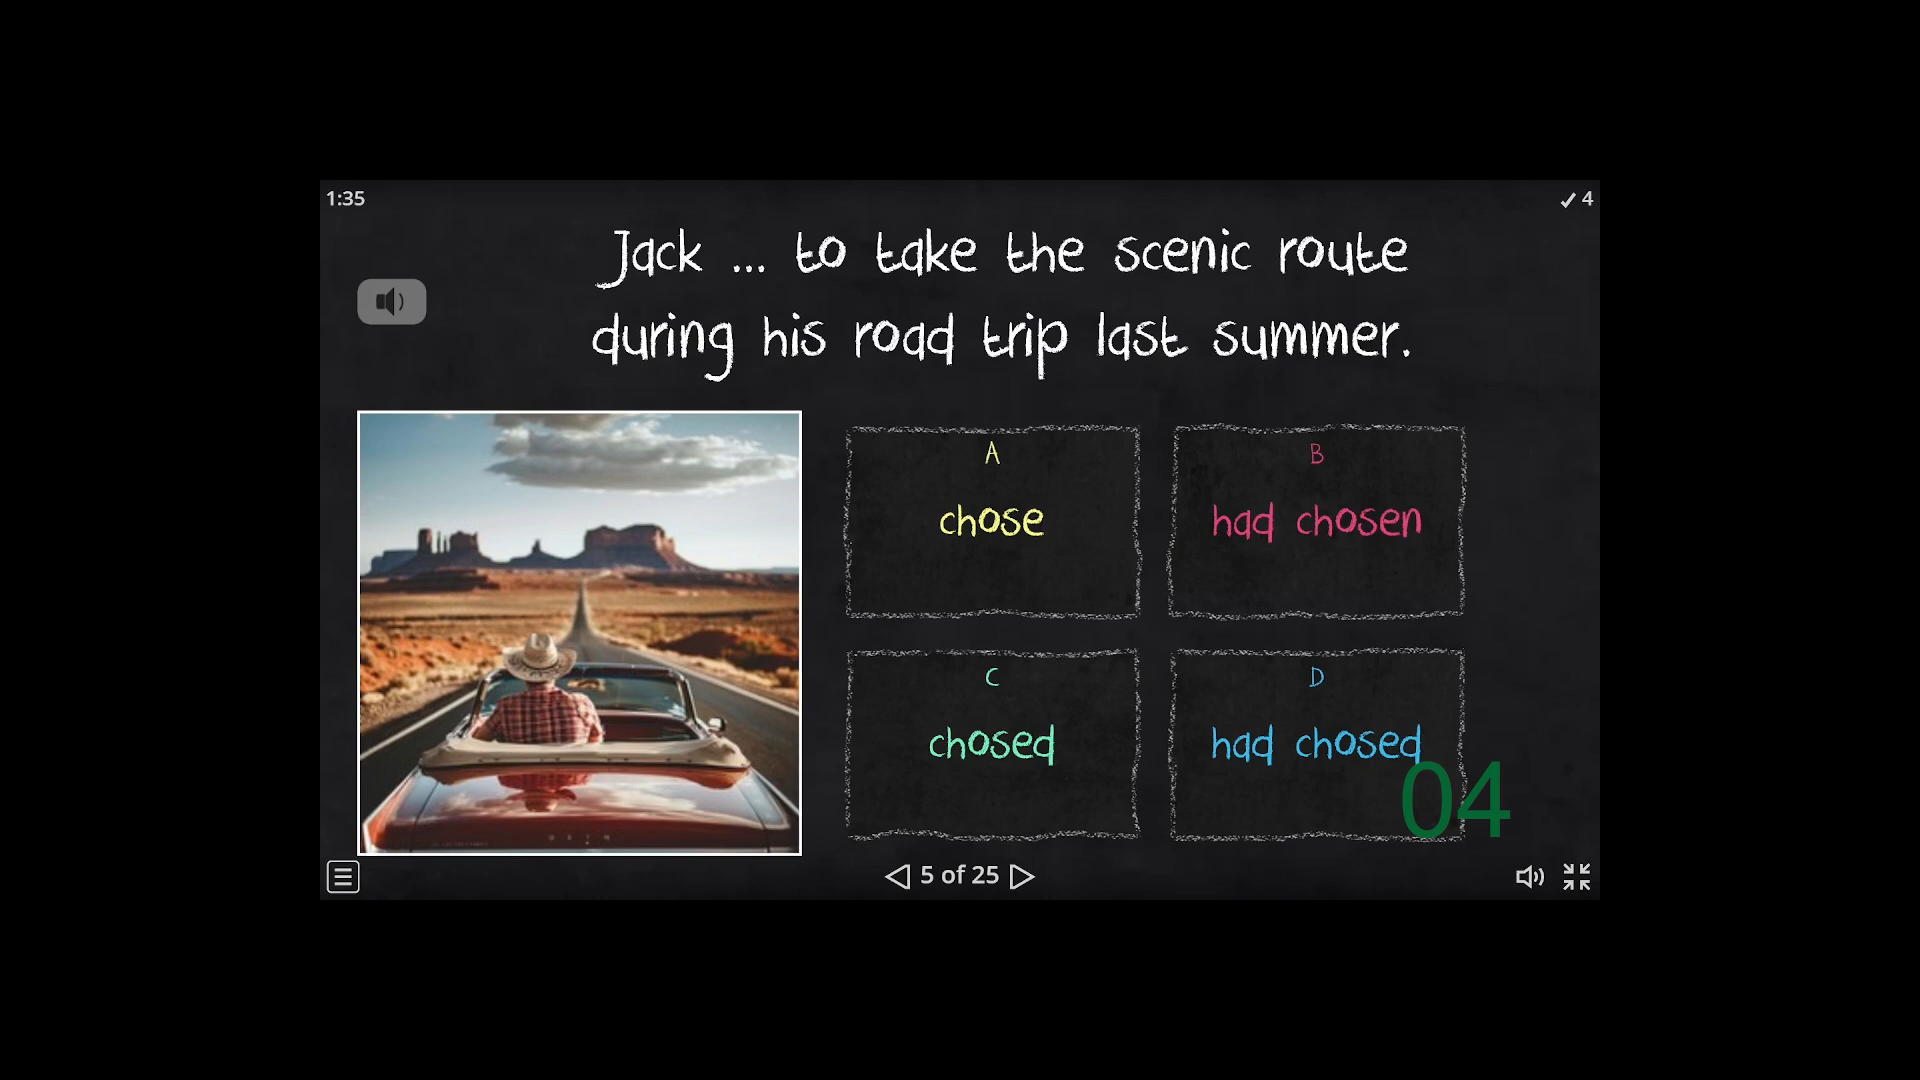 1:35
✓ 4
Jack ... to take the scenic route
during his road trip last summer.
A
chose
B
had chosen
C
chosed
D
had chosed
04
5 of 25